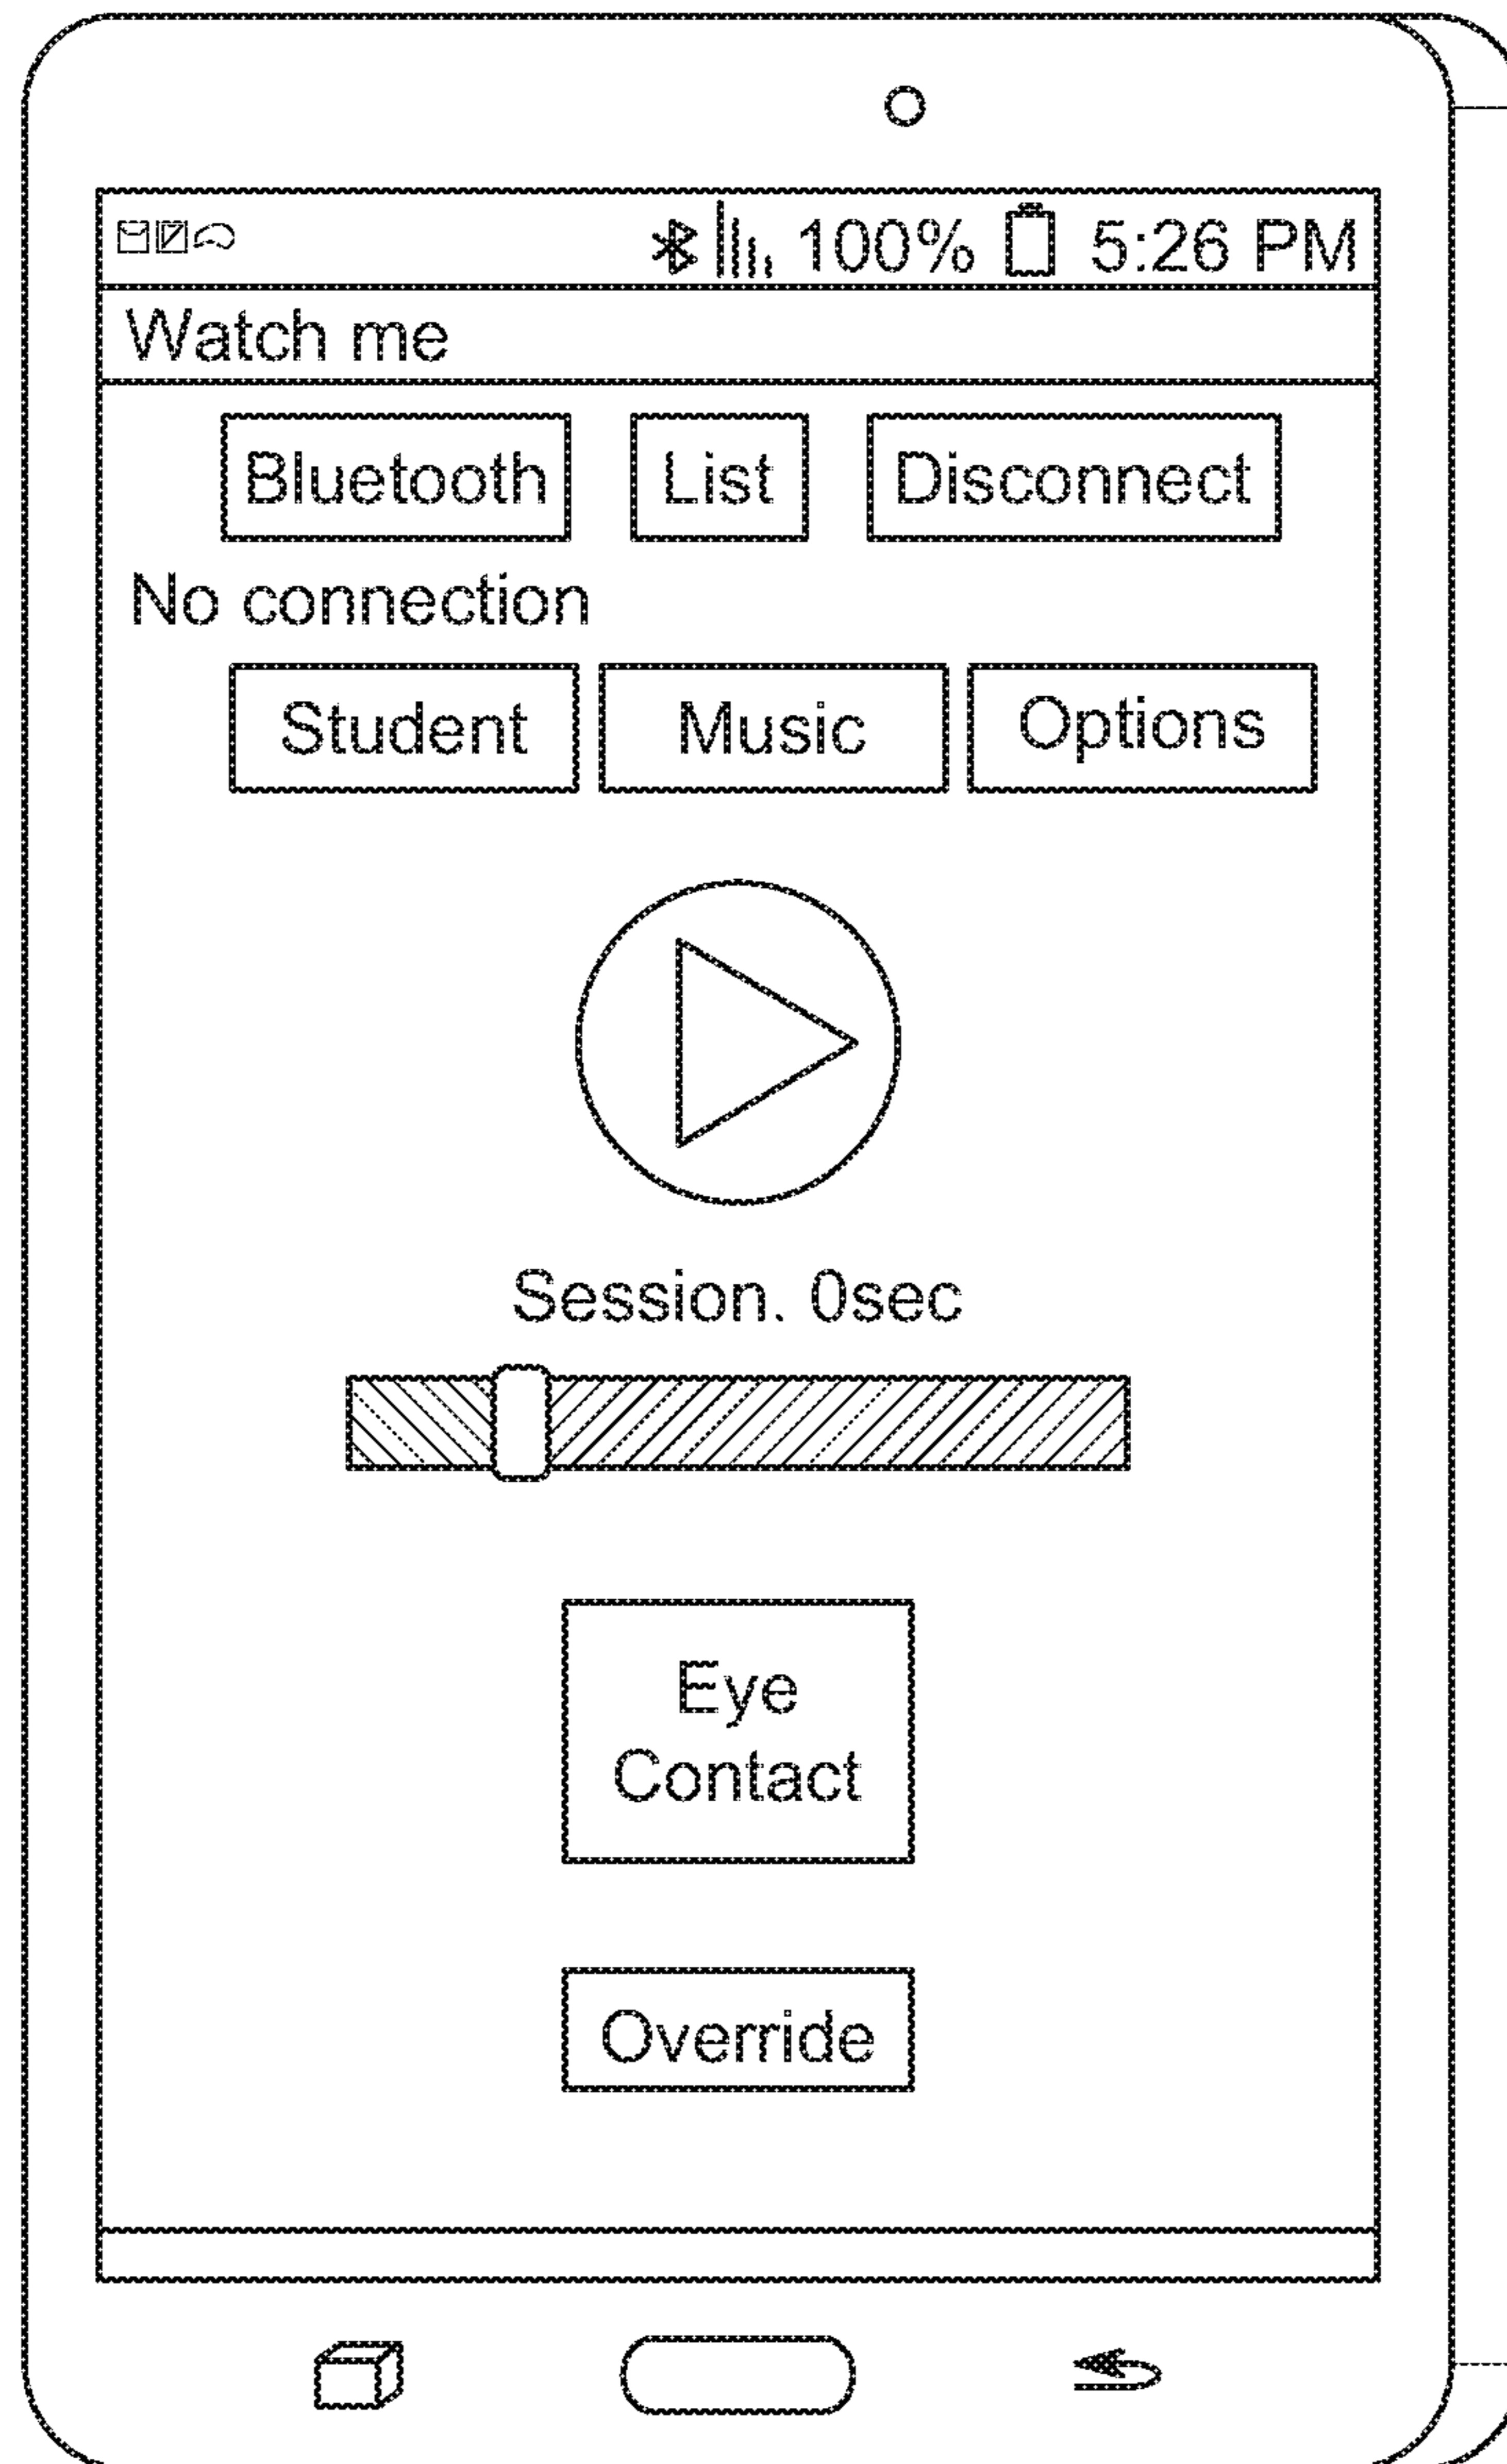 100% 5:26 PM
Watch me
Bluetooth List Disconnect
No connection
Student Music Options
Session. 0sec
Eye
Contact
Override